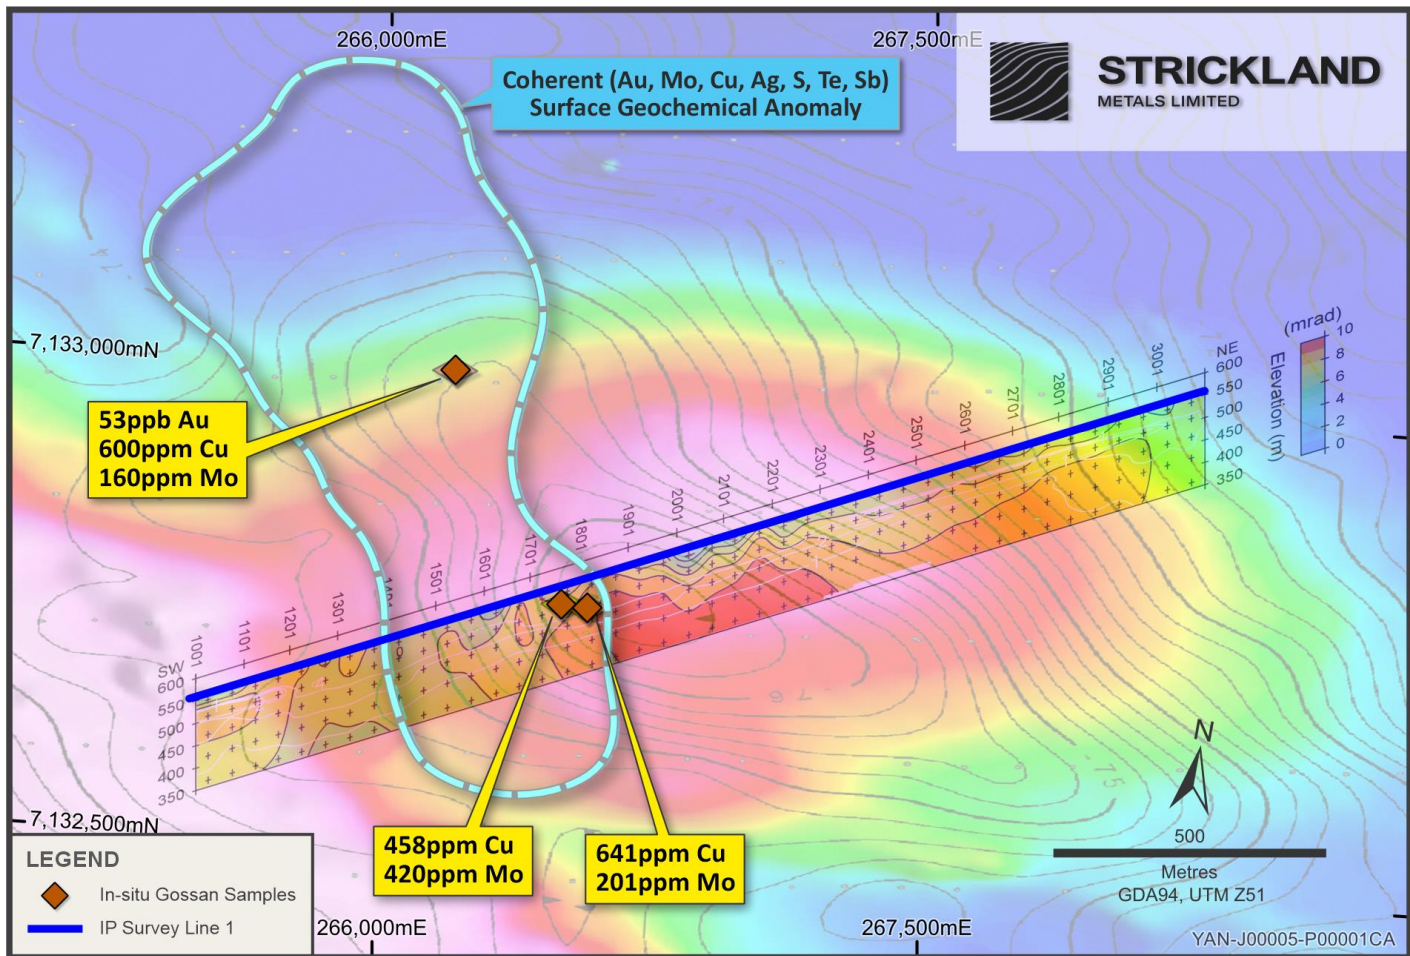 266,000mE
267,500mE
STRICKLAND
METALS LIMITED
Coherent (Au, Mo, Cu, Ag, S, Te, Sb)
Surface Geochemical Anomaly
7,133,000mN
53ppb Au
600ppm Cu
160ppm Mo
(mrad)
10
8
6
4
2
0
Elevation (m)
NE
600
550
500
450
400
350
1001
1101
1201
1301
1401
1501
1601
1701
1801
1901
2001
2101
2201
2301
2401
2501
2601
2701
2801
2901
3001
SW
600
550
500
450
400
350
7,132,500mN
458ppm Cu
420ppm Mo
641ppm Cu
201ppm Mo
N
500
Metres
GDA94, UTM Z51
LEGEND
In-situ Gossan Samples
IP Survey Line 1
266,000mE
267,500mE
YAN-J00005-P00001CA